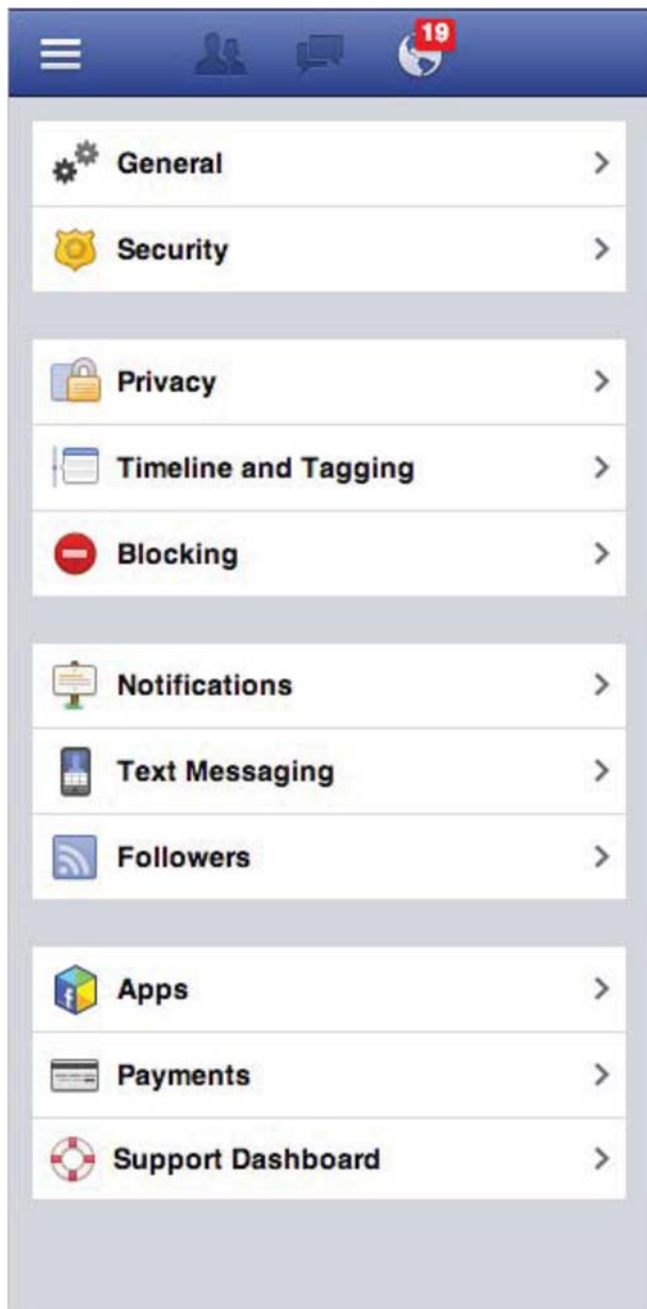 19
General
Security
Privacy
Timeline and Tagging
Blocking
Notifications
Text Messaging
Followers
Apps
Payments
Support Dashboard